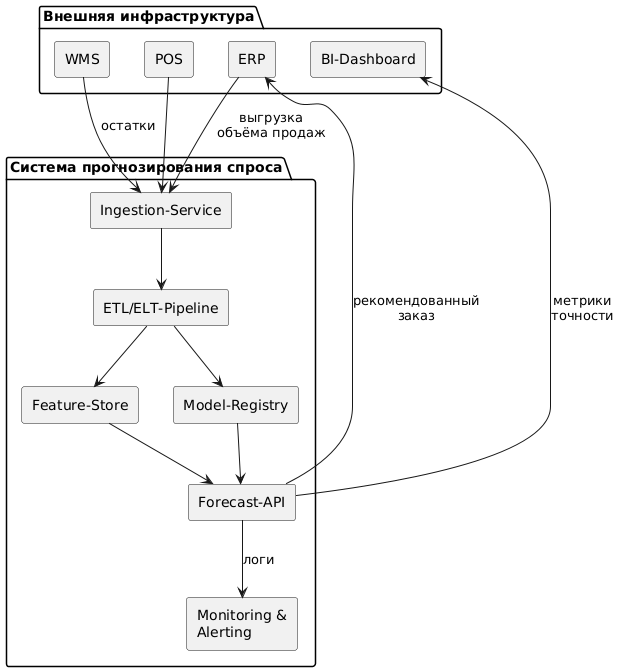 Внешняя инфраструктура
WMS
POS
ERP
BI-Dashboard
остатки
выгрузка
объёма продаж
Система прогнозирования спроса
Ingestion-Service
ETL/ELT-Pipeline
рекомендованный
заказ
метрики
точности
Feature-Store
Model-Registry
Forecast-API
логи
Monitoring &
Alerting